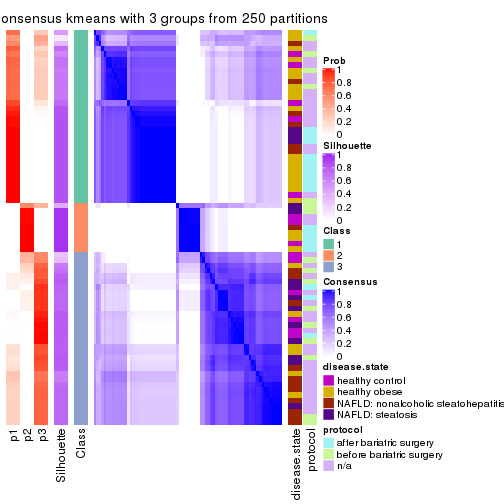 onsensus kmeans with 3 groups from 250 partitions
Prob
1
0.8
0.6
0.4
0.2
0
Silhouette
1
0.8
0.6
0.4
0.2
0
Class
1
2
3
Consensus
1
0.8
0.6
0.4
0.2
0
disease.state
healthy control
healthy obese
NAFLD: nonalcoholic steatohepatitis
NAFLD: steatosis
protocol
after bariatric surgery
before bariatric surgery
n/a
p1
p2
p3
Silhouette
Class
disease.state
protocol